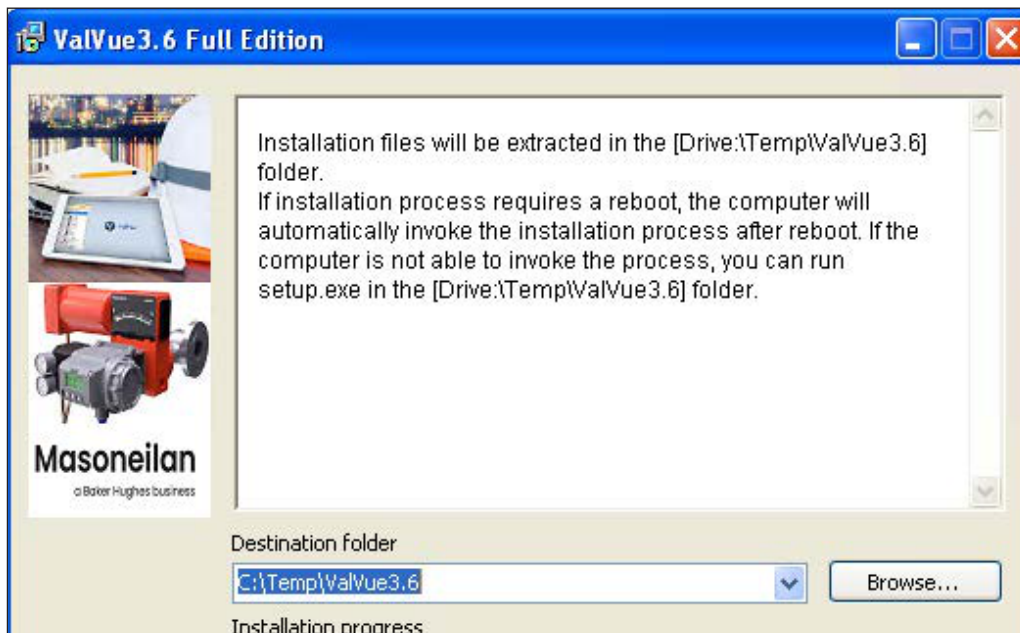 ValVue3.6 Full Edition
Installation files will be extracted in the [Drive:\Temp\ValVue3.6]
folder.
If installation process requires a reboot, the computer will
automatically invoke the installation process after reboot. If the
computer is not able to invoke the process, you can run
setup.exe in the [Drive:\Temp\ValVue3.6] folder.
Masoneilan
a Baker Hughes business
Destination folder
C:\Temp\ValVue3.6
Browse...
Installation progress